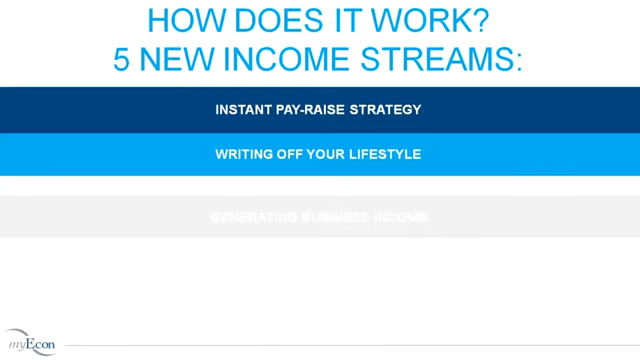 HOW DOES IT WORK?
5 NEW INCOME STREAMS:
INSTANT PAY-RAISE STRATEGY
WRITING OFF YOUR LIFESTYLE
GENERATING BUSINESS INCOME
myEcon